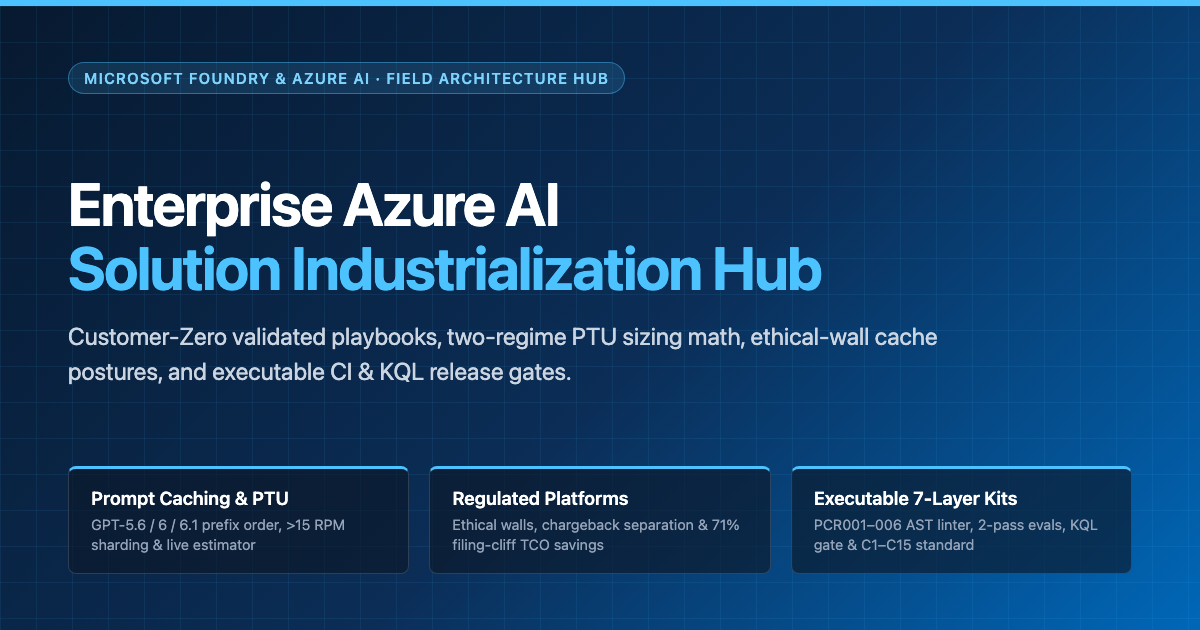 MICROSOFT FOUNDRY & AZURE AI · FIELD ARCHITECTURE HUB
Enterprise Azure AI
Solution Industrialization Hub
Customer-Zero validated playbooks, two-regime PTU sizing math, ethical-wall cache
postures, and executable CI & KQL release gates.
Prompt Caching & PTU
GPT-5.6 / 6 / 6.1 prefix order, >15 RPM
sharding & live estimator
Regulated Platforms
Ethical walls, chargeback separation & 71%
filing-cliff TCO savings
Executable 7-Layer Kits
PCR001–006 AST linter, 2-pass evals, KQL
gate & C1–C15 standard